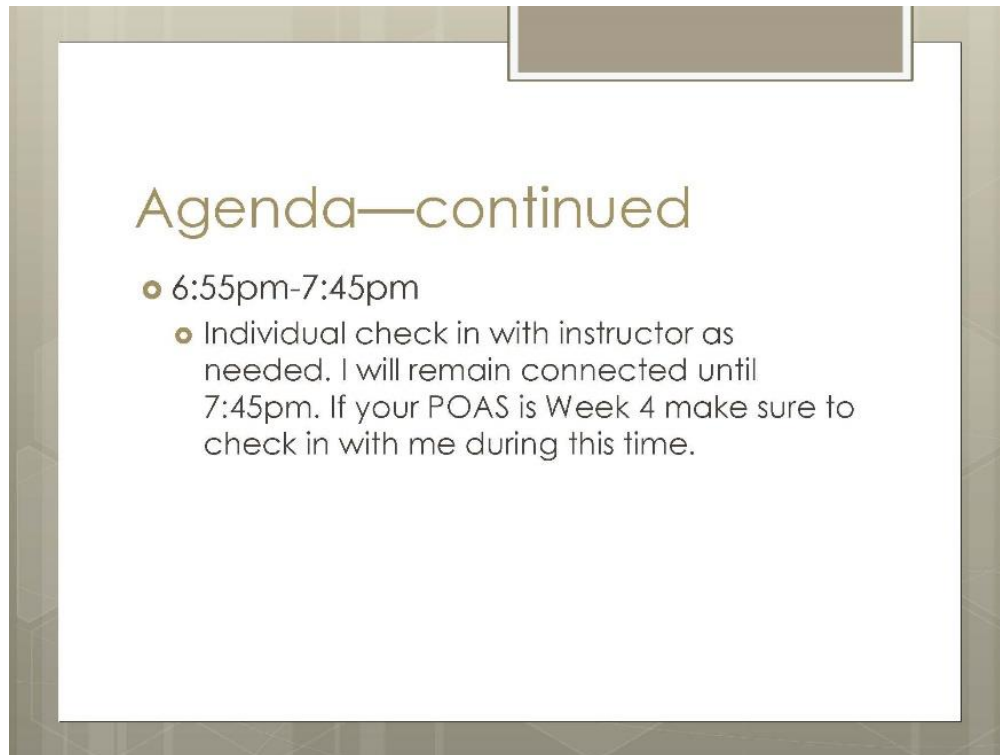 Agenda—continued
6:55pm-7:45pm
Individual check in with instructor as
needed. I will remain connected until
7:45pm. If your POAS is Week 4 make sure to
check in with me during this time.